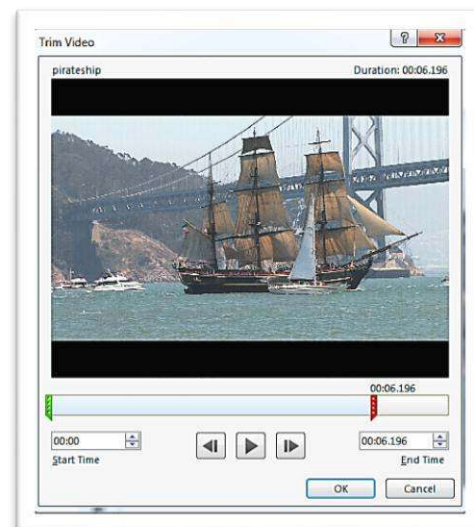 Trim Video
pirateship Duration: 00:06.196
00:06.196
00:00 00:06.196
Start Time End Time
OK Cancel